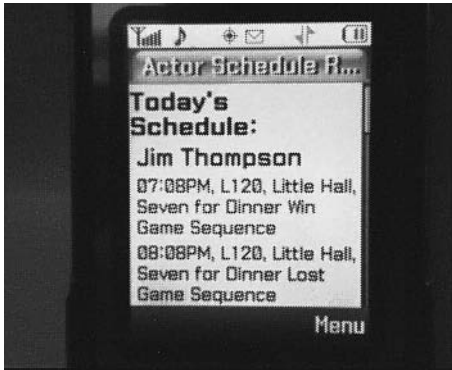 Actor Schedule R...
Today's
Schedule:
Jim Thompson
07:08PM, L120, Little Hall,
Seven for Dinner Win
Game Sequence
08:08PM, L120, Little Hall,
Seven for Dinner Lost
Game Sequence
Menu